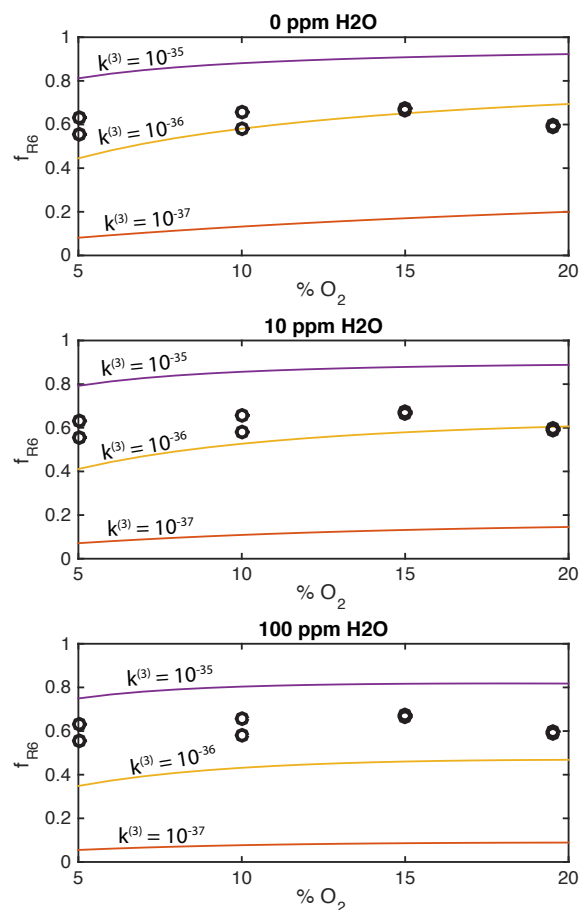 0 ppm H2O
1
0.8
0.6
0.4
0.2
0
f_R6
k^(3) = 10^-35
k^(3) = 10^-36
k^(3) = 10^-37
5
10
15
20
% O_2
10 ppm H2O
1
0.8
0.6
0.4
0.2
0
f_R6
k^(3) = 10^-35
k^(3) = 10^-36
k^(3) = 10^-37
5
10
15
20
% O_2
100 ppm H2O
1
0.8
0.6
0.4
0.2
0
f_R6
k^(3) = 10^-35
k^(3) = 10^-36
k^(3) = 10^-37
5
10
15
20
% O_2